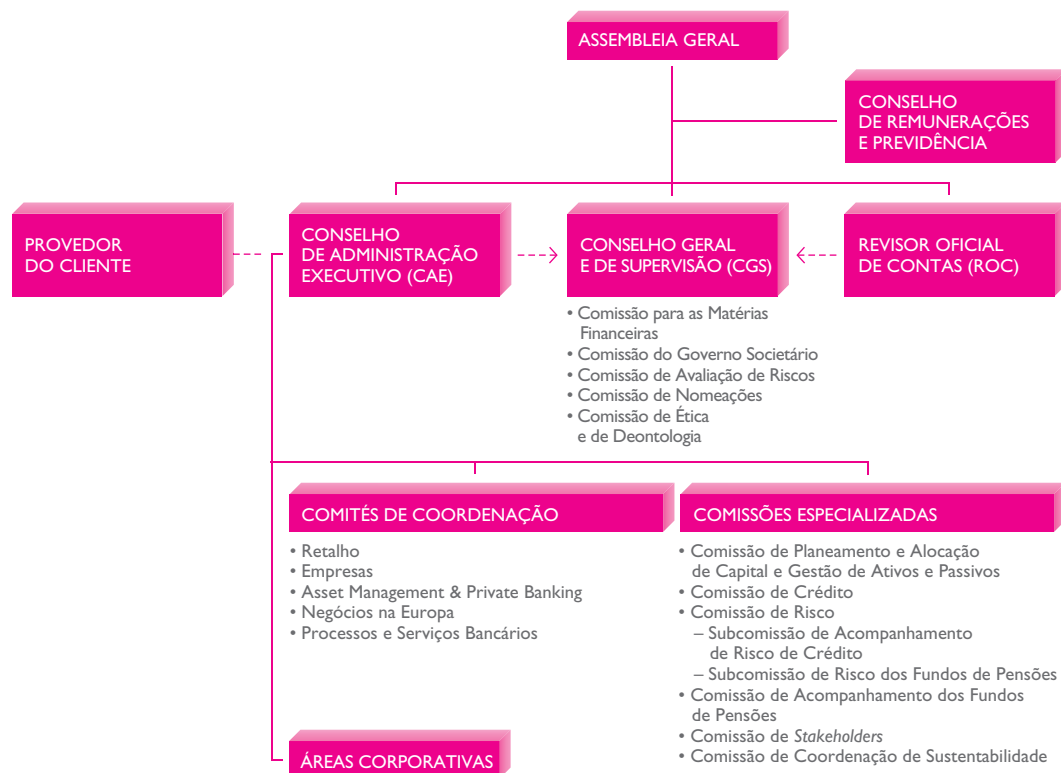 ASSEMBLEIA GERAL
CONSELHO
DE REMUNERAÇÕES
E PREVIDÊNCIA
PROVEDOR
DO CLIENTE
CONSELHO
DE ADMINISTRAÇÃO
EXECUTIVO (CAE)
CONSELHO GERAL
E DE SUPERVISÃO (CGS)
REVISOR OFICIAL
DE CONTAS (ROC)
• Comissão para as Matérias
Financeiras
• Comissão do Governo Societário
• Comissão de Avaliação de Riscos
• Comissão de Nomeações
• Comissão de Ética
e de Deontologia
COMITÉS DE COORDENAÇÃO
• Retalho
• Empresas
• Asset Management & Private Banking
• Negócios na Europa
• Processos e Serviços Bancários
COMISSÕES ESPECIALIZADAS
• Comissão de Planeamento e Alocação
de Capital e Gestão de Ativos e Passivos
• Comissão de Crédito
• Comissão de Risco
– Subcomissão de Acompanhamento
de Risco de Crédito
– Subcomissão de Risco dos Fundos de Pensões
• Comissão de Acompanhamento dos Fundos
de Pensões
• Comissão de Stakeholders
• Comissão de Coordenação de Sustentabilidade
ÁREAS CORPORATIVAS